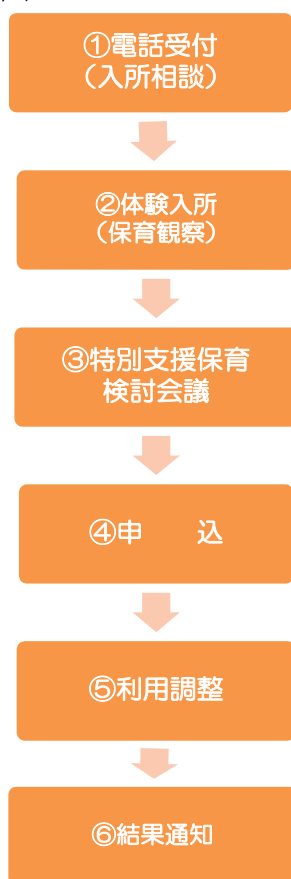 ①電話受付
（入所相談）
②体験入所
（保育観察）
③特別支援保育
検討会議
④申　　込
⑤利用調整
⑥結果通知